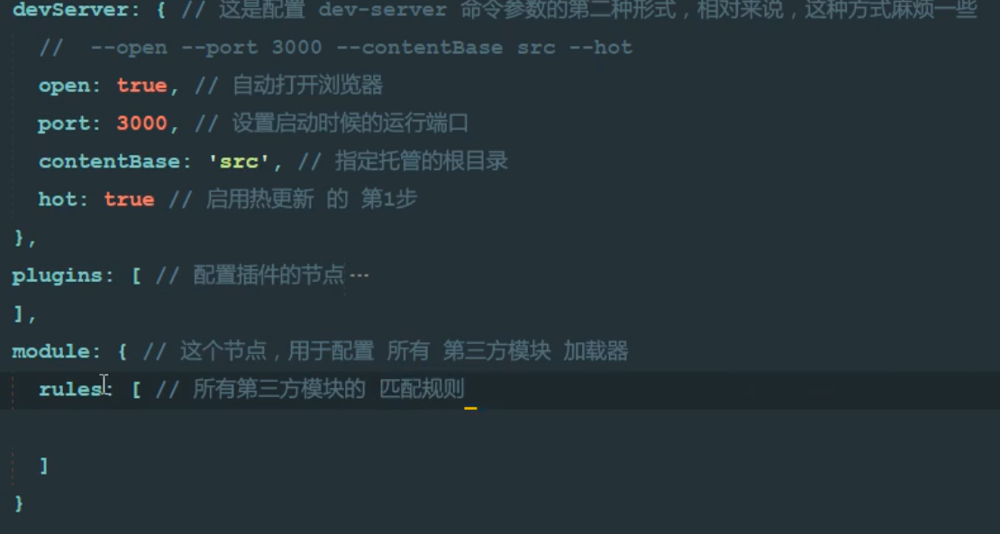 devServer: { // 这是配置 dev-server 命令参数的第二种形式，相对来说，这种方式麻烦一些
// --open --port 3000 --contentBase src --hot
open: true, // 自动打开浏览器
port: 3000, // 设置启动时候的运行端口
contentBase: 'src', // 指定托管的根目录
hot: true // 启用热更新 的 第1步
},
plugins: [ // 配置插件的节点…
],
module: { // 这个节点，用于配置 所有 第三方模块 加载器
rules: [ // 所有第三方模块的 匹配规则
]
}